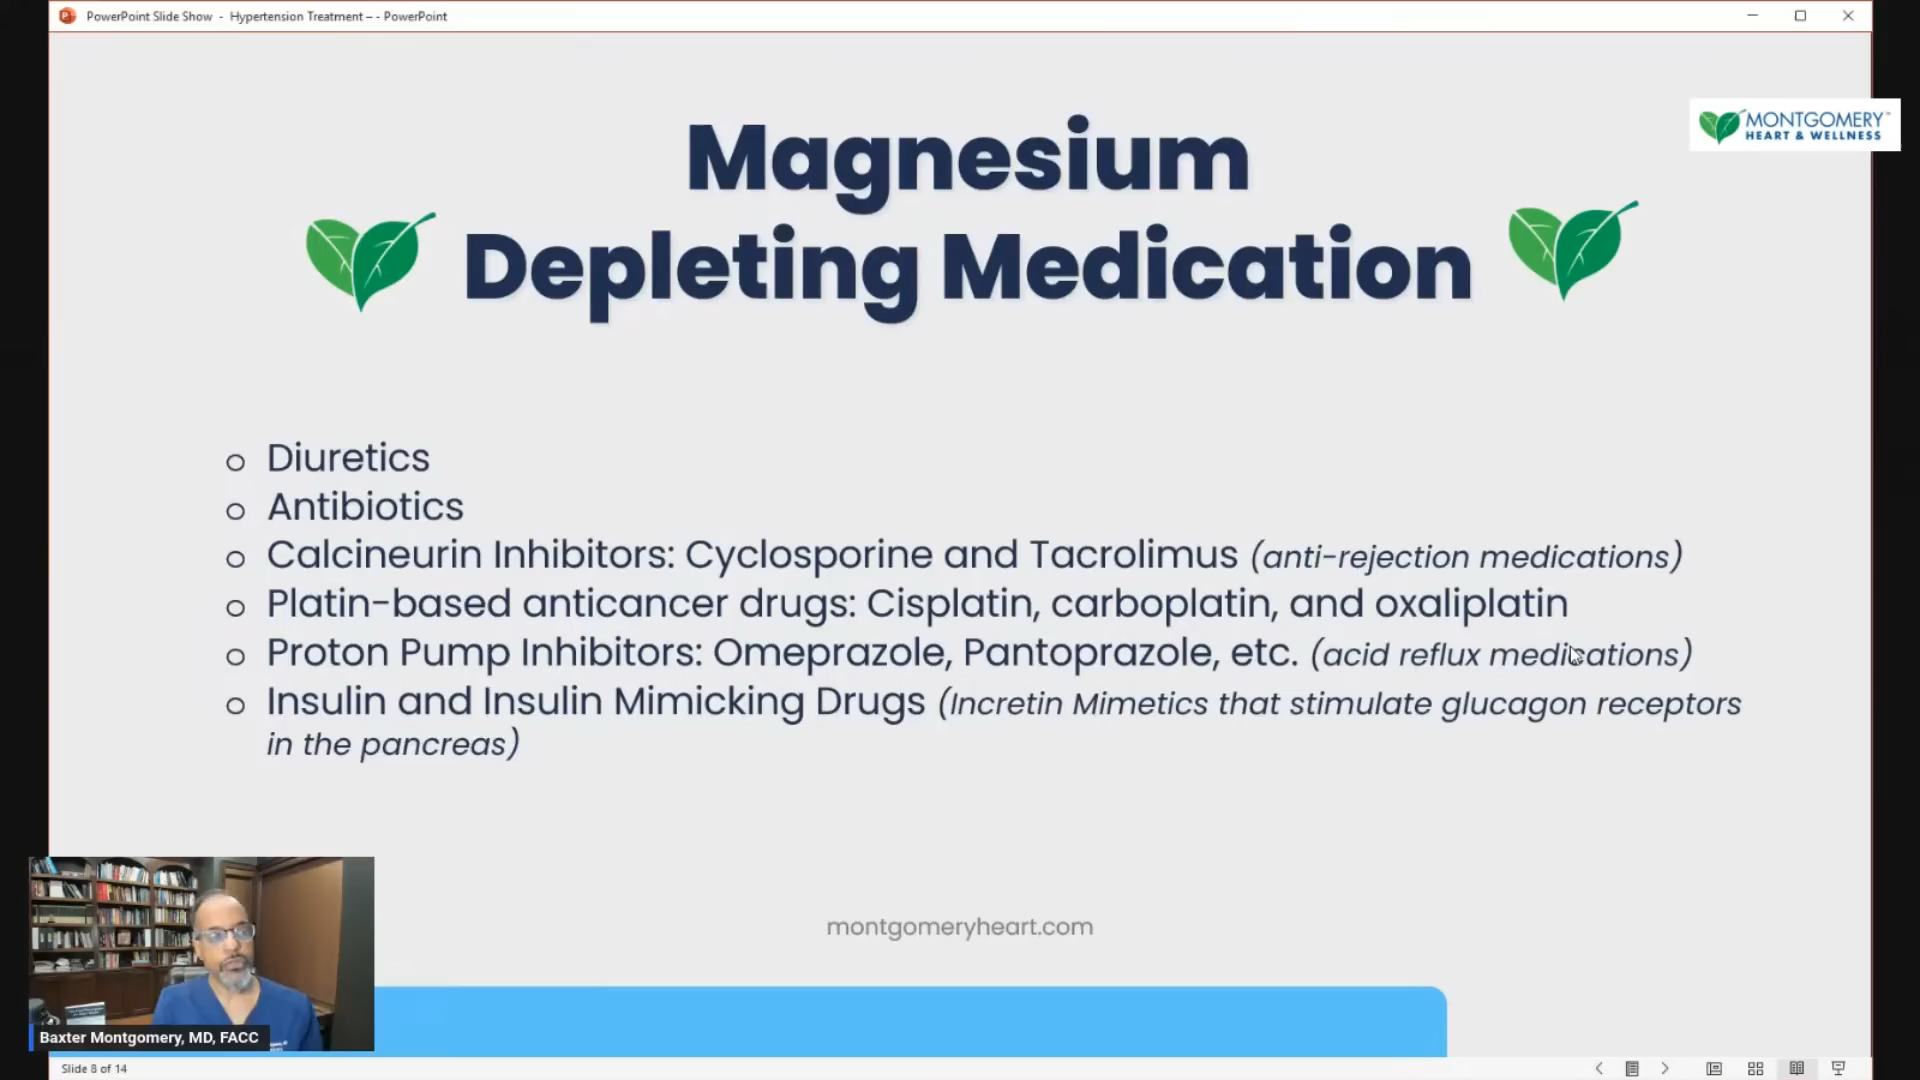 PowerPoint Slide Show - Hypertension Treatment – - PowerPoint
MONTGOMERY™
HEART & WELLNESS
Magnesium
Depleting Medication
o Diuretics
o Antibiotics
o Calcineurin Inhibitors: Cyclosporine and Tacrolimus (anti-rejection medications)
o Platin-based anticancer drugs: Cisplatin, carboplatin, and oxaliplatin
o Proton Pump Inhibitors: Omeprazole, Pantoprazole, etc. (acid reflux medications)
o Insulin and Insulin Mimicking Drugs (Incretin Mimetics that stimulate glucagon receptors
in the pancreas)
montgomeryheart.com
Baxter Montgomery, MD, FACC
Slide 8 of 14